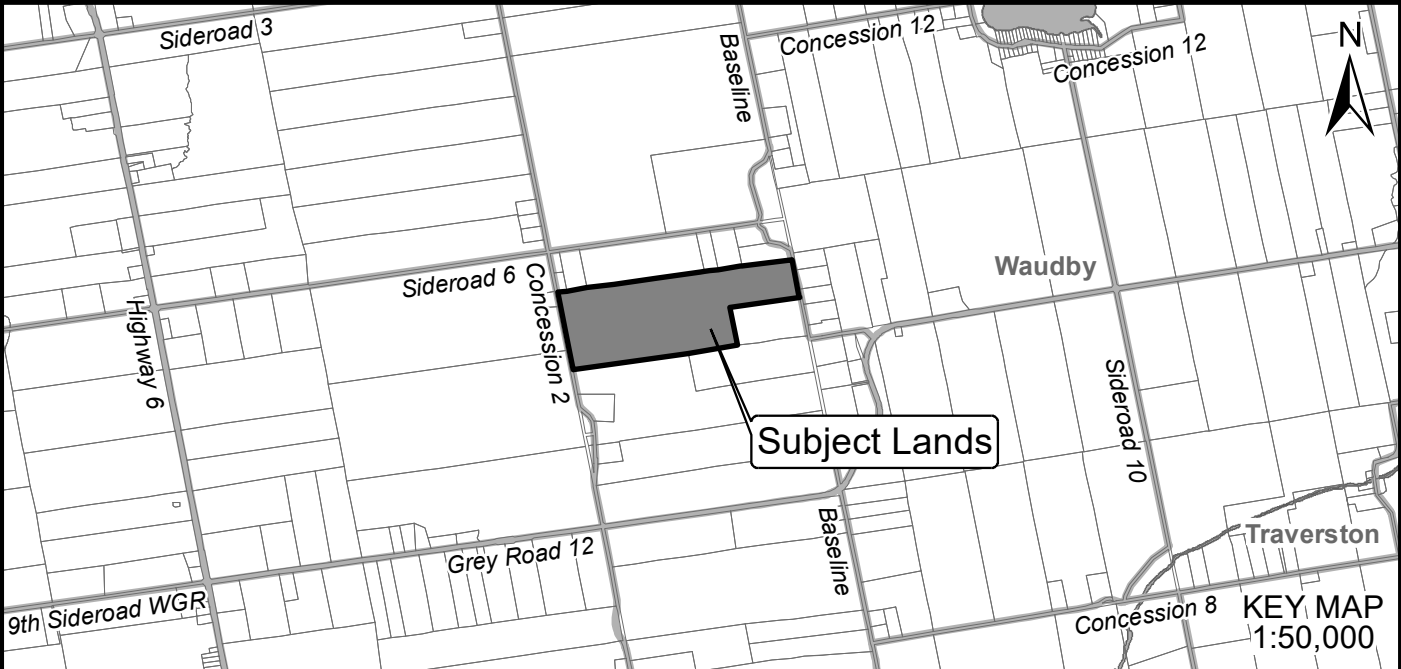 Sideroad 3
Baseline
Concession 12
Concession 12
N
Waudby
Sideroad 6
Concession 2
Highway 6
Sideroad 10
Subject Lands
Baseline
Traverston
Grey Road 12
9th Sideroad WGR
Concession 8
KEY MAP
1:50,000